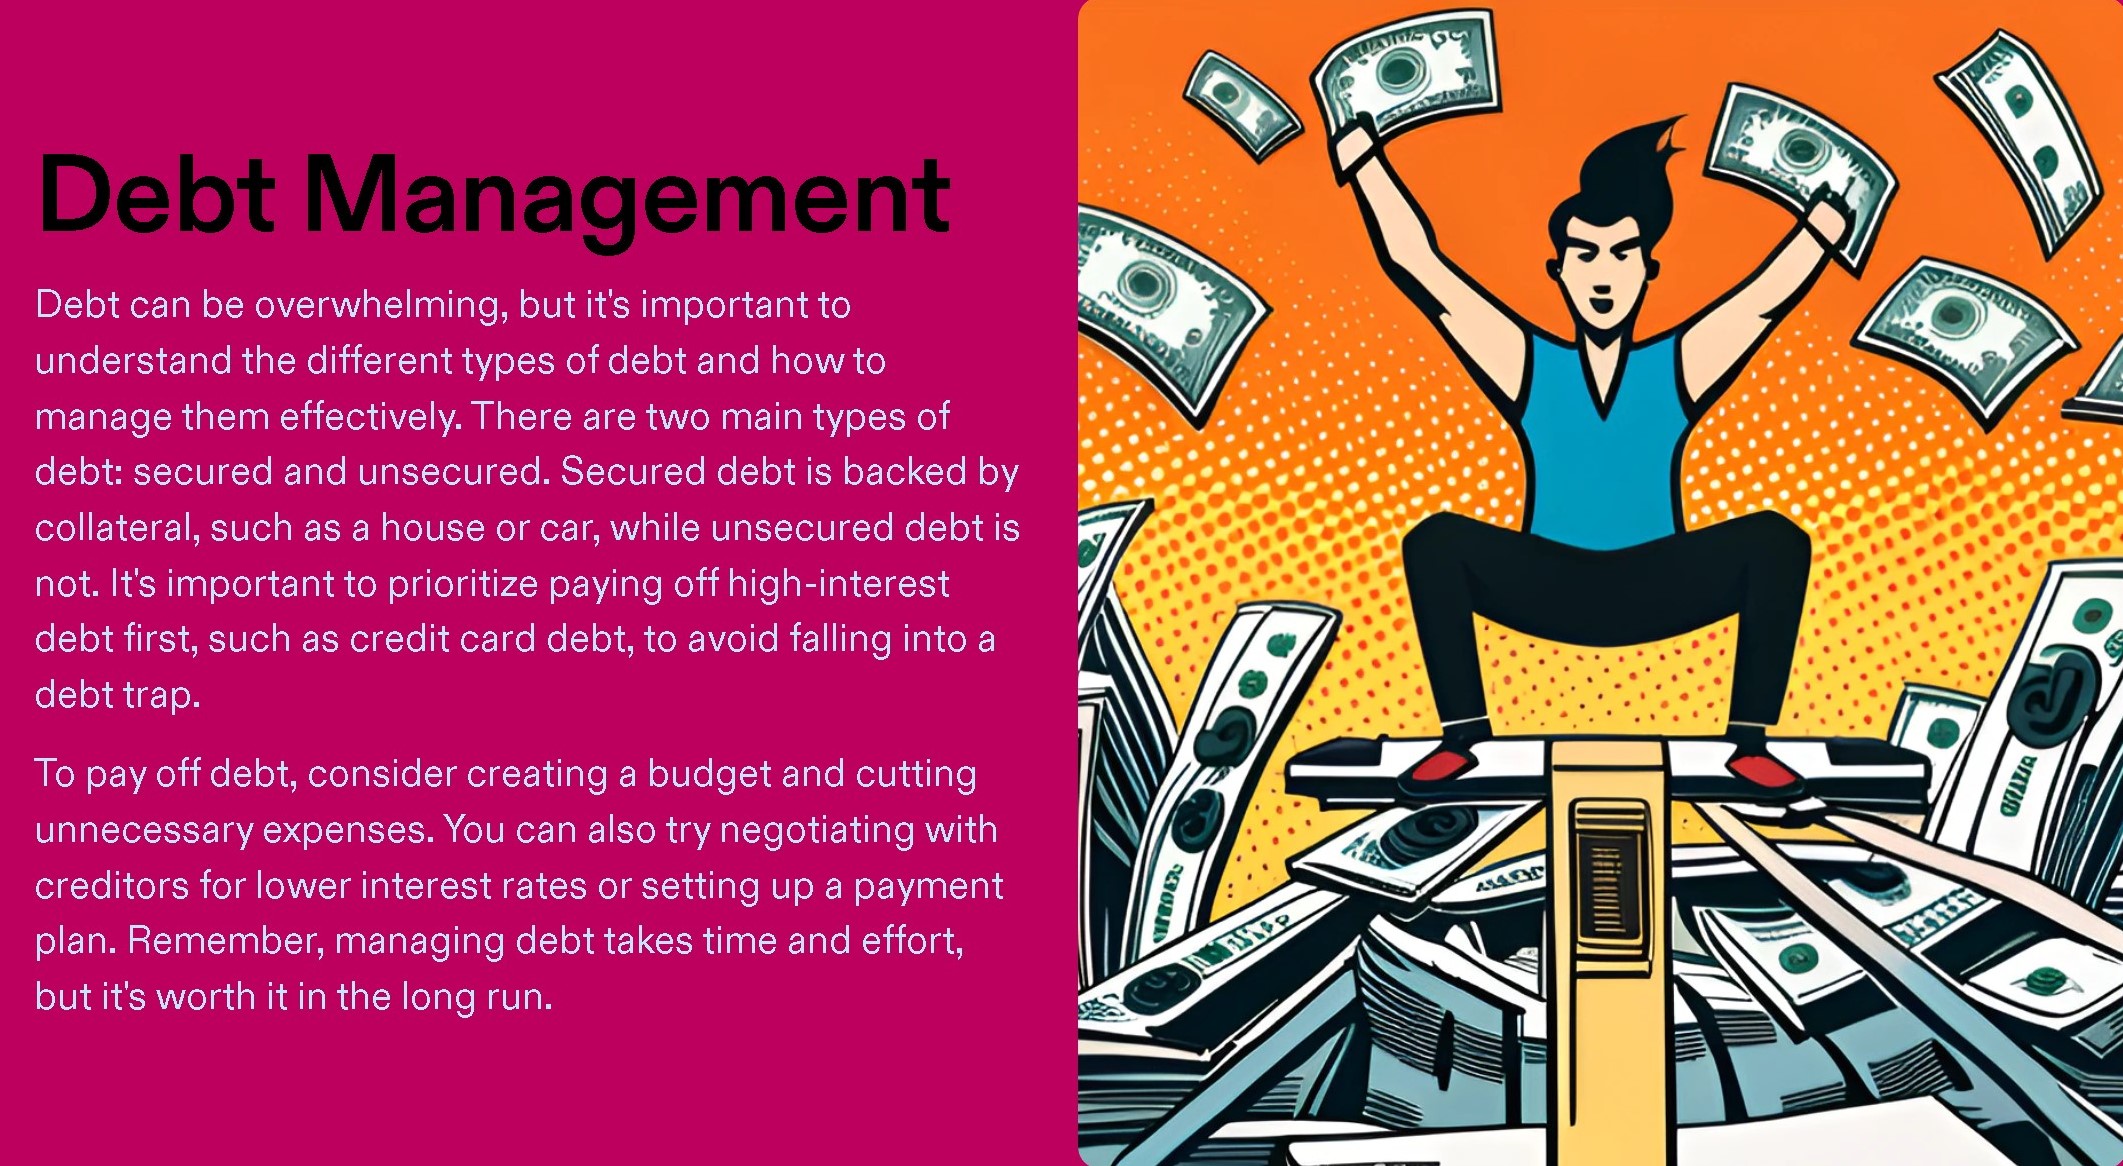 Debt Management
Debt can be overwhelming, but it's important to
understand the different types of debt and how to
manage them effectively. There are two main types of
debt: secured and unsecured. Secured debt is backed by
collateral, such as a house or car, while unsecured debt is
not. It's important to prioritize paying off high-interest
debt first, such as credit card debt, to avoid falling into a
debt trap.
To pay off debt, consider creating a budget and cutting
unnecessary expenses. You can also try negotiating with
creditors for lower interest rates or setting up a payment
plan. Remember, managing debt takes time and effort,
but it's worth it in the long run.